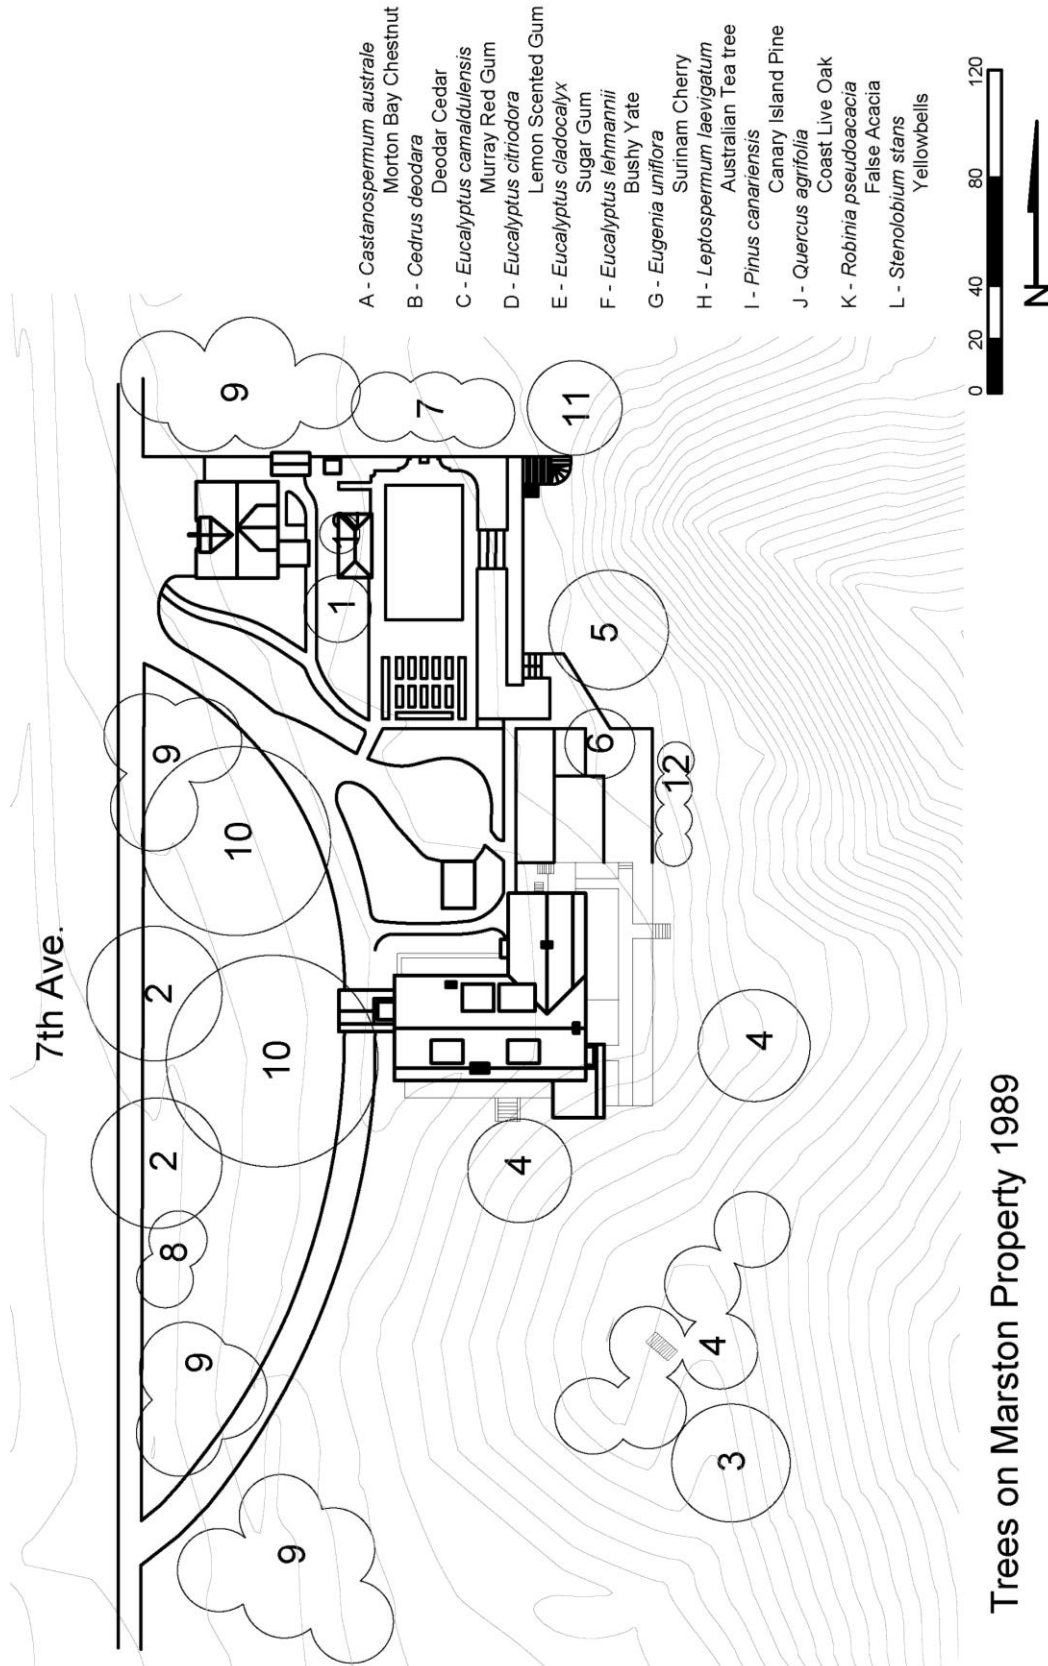 7th Ave.
2
2
9
8
9
9
10
10
9
1
7
4
11
6
5
12
4
3
4
A - Castanospermum australe
Morton Bay Chestnut
B - Cedrus deodara
Deodar Cedar
C - Eucalyptus camaldulensis
Murray Red Gum
D - Eucalyptus citriodora
Lemon Scented Gum
E - Eucalyptus cladocalyx
Sugar Gum
F - Eucalyptus lehmannii
Bushy Yate
G - Eugenia uniflora
Surinam Cherry
H - Leptospermum laevigatum
Australian Tea tree
I - Pinus canariensis
Canary Island Pine
J - Quercus agrifolia
Coast Live Oak
K - Robinia pseudoacacia
False Acacia
L - Stenolobium stans
Yellowbells
0 20 40 80 120
N
Trees on Marston Property 1989